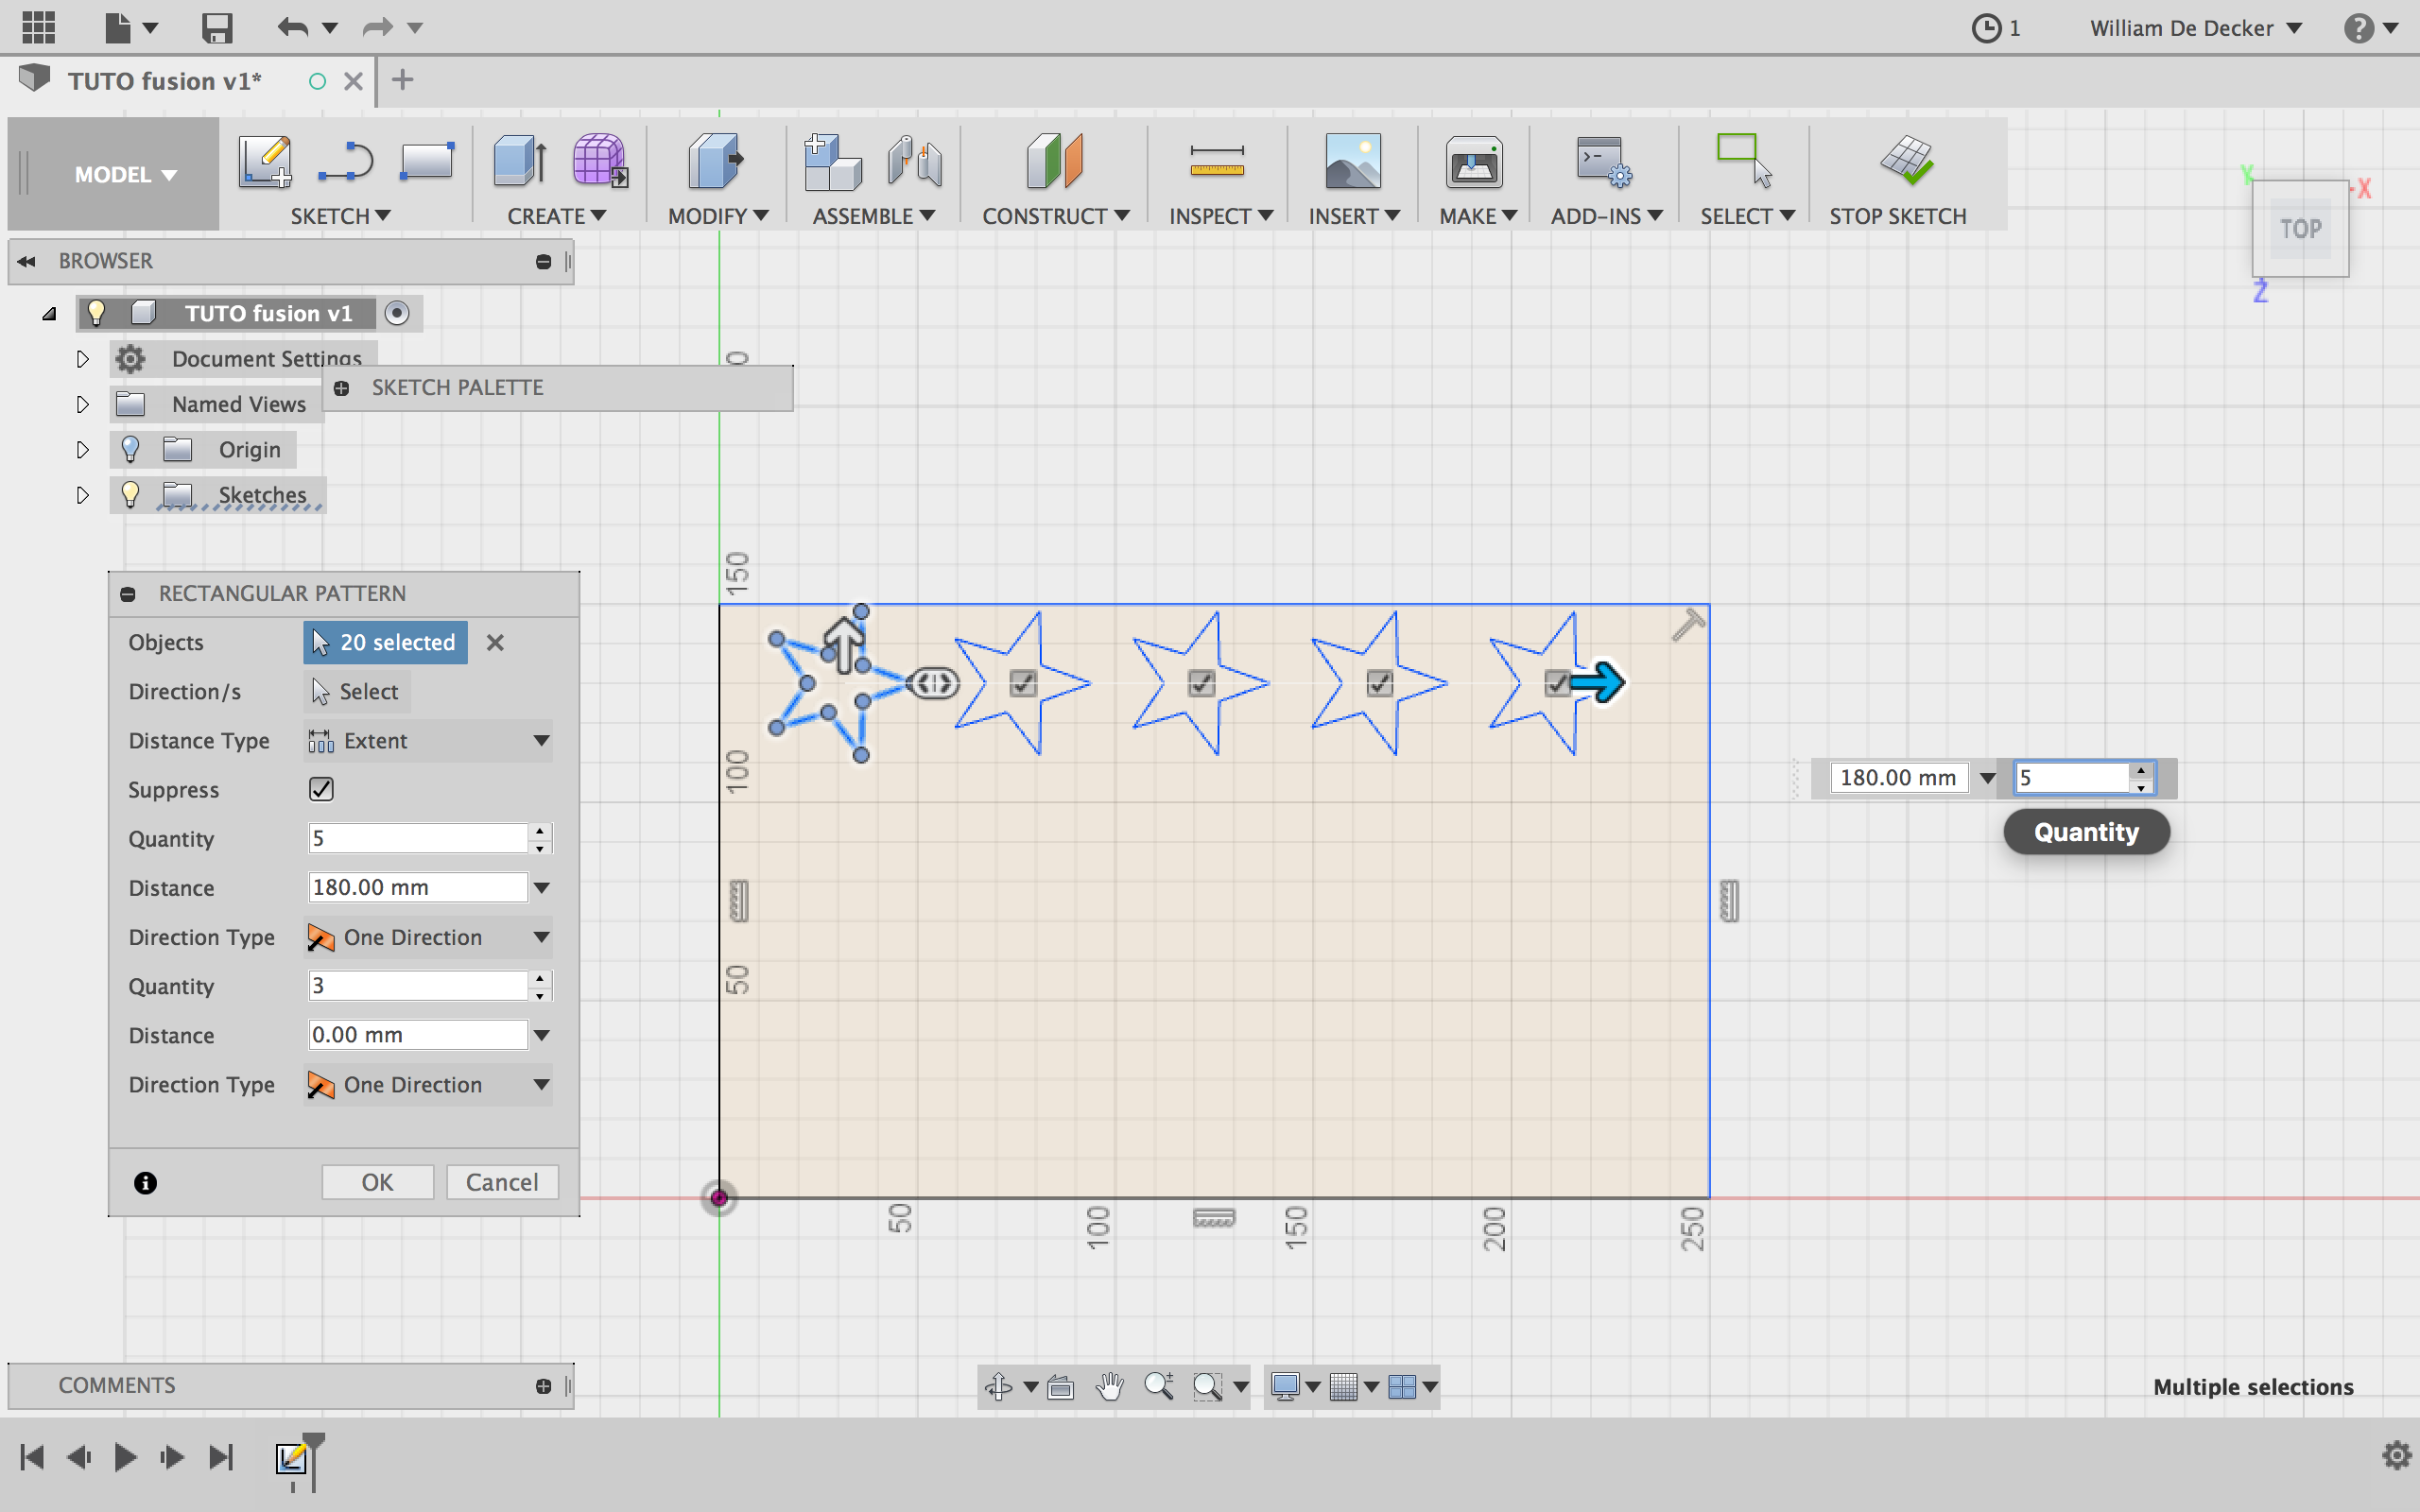 1
William De Decker
?
TUTO fusion v1*
MODEL
SKETCH
CREATE
MODIFY
ASSEMBLE
CONSTRUCT
INSPECT
INSERT
MAKE
ADD-INS
SELECT
STOP SKETCH
Y
-X
TOP
Z
BROWSER
TUTO fusion v1
Document Settings
Named Views
Origin
Sketches
SKETCH PALETTE
RECTANGULAR PATTERN
Objects 20 selected
Direction/s Select
Distance Type Extent
Suppress
Quantity 5
Distance 180.00 mm
Direction Type One Direction
Quantity 3
Distance 0.00 mm
Direction Type One Direction
OK Cancel
150
100
50
50 100 150 200 250
180.00 mm 5
Quantity
COMMENTS
Multiple selections